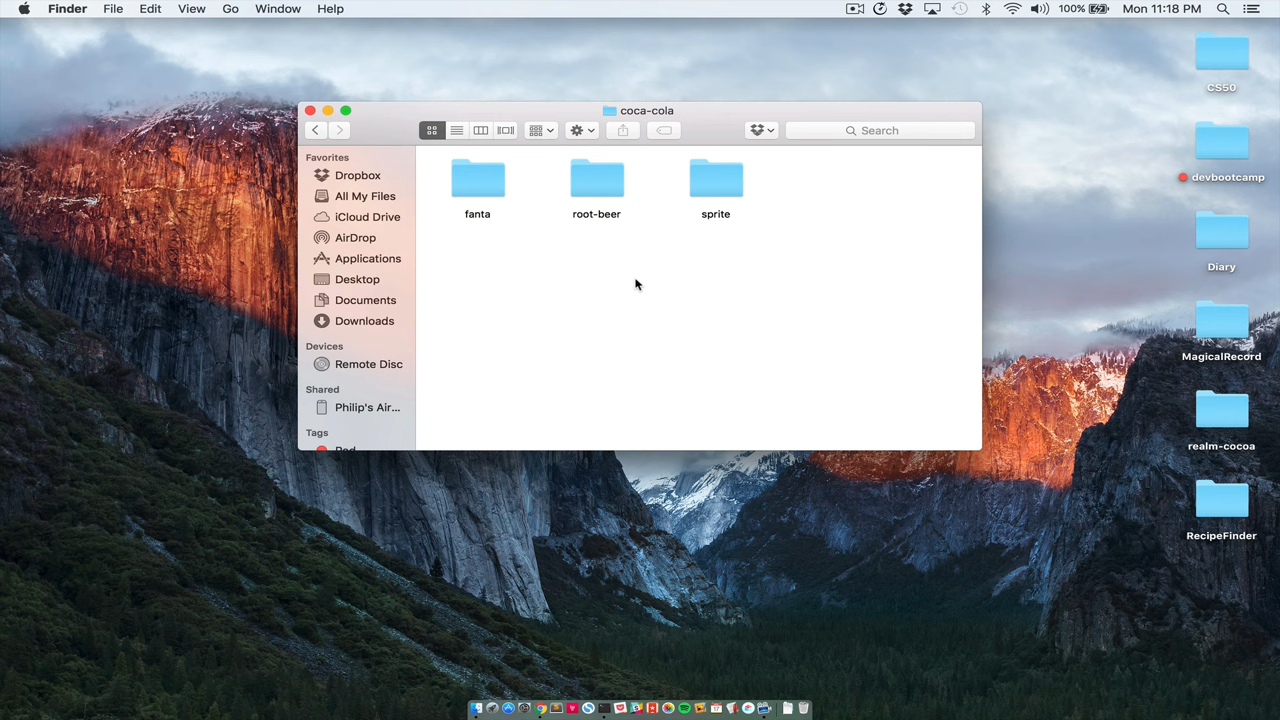 Finder File Edit View Go Window Help 100% Mon 11:18 PM
coca-cola
Search
Favorites
Dropbox
All My Files
iCloud Drive
AirDrop
Applications
Desktop
Documents
Downloads
Devices
Remote Disc
Shared
Philip's Air...
Tags
Red
fanta root-beer sprite
CS50
devbootcamp
Diary
MagicalRecord
realm-cocoa
RecipeFinder